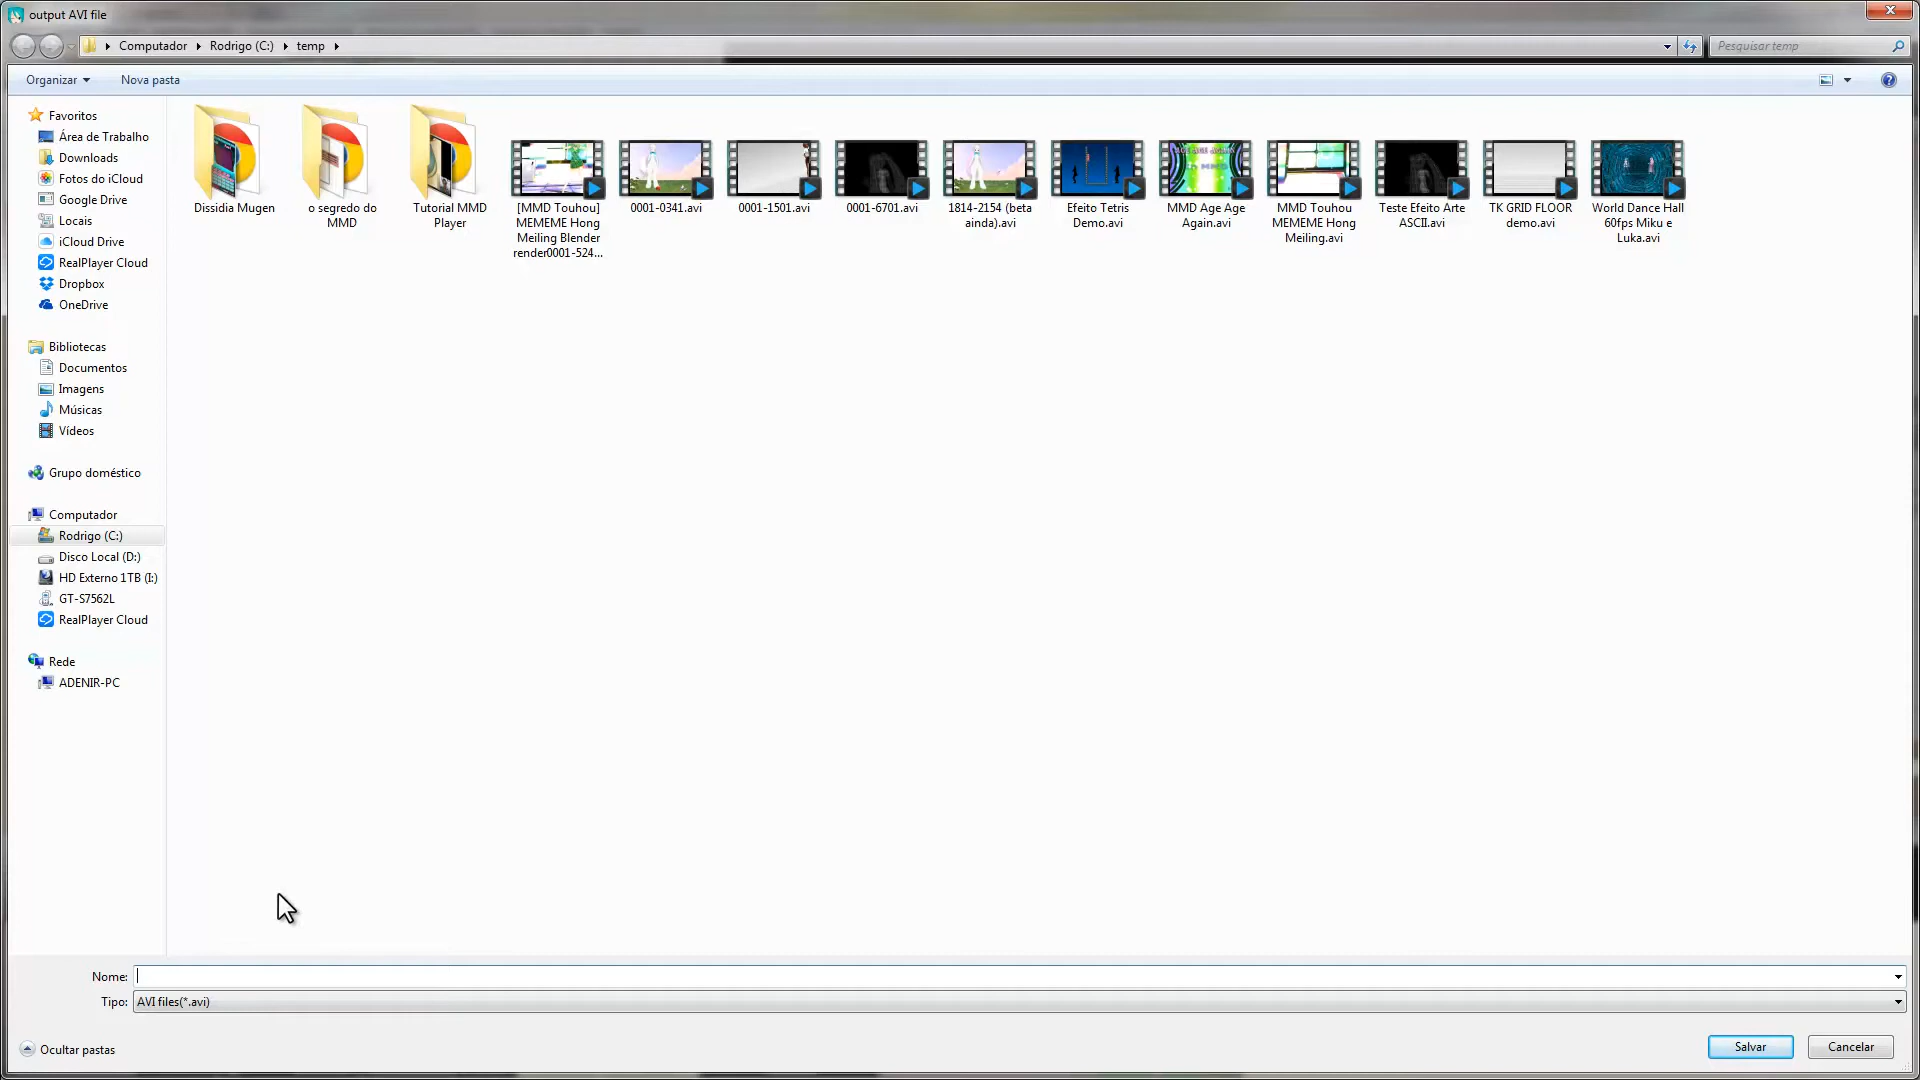 output AVI file
Computador
Rodrigo (C:)
temp
Pesquisar temp
Organizar
Nova pasta
Favoritos
Área de Trabalho
Downloads
Fotos do iCloud
Google Drive
Locais
iCloud Drive
RealPlayer Cloud
Dropbox
OneDrive
Bibliotecas
Documentos
Imagens
Músicas
Vídeos
Grupo doméstico
Computador
Rodrigo (C:)
Disco Local (D:)
HD Externo 1TB (I:)
GT-S7562L
RealPlayer Cloud
Rede
ADENIR-PC
Dissidia Mugen
o segredo do
MMD
Tutorial MMD
Player
[MMD Touhou]
MEMEME Hong
Meiling Blender
render0001-524...
0001-0341.avi
0001-1501.avi
0001-6701.avi
1814-2154 (beta
ainda).avi
Efeito Tetris
Demo.avi
MMD Age Age
Again.avi
MMD Touhou
MEMEME Hong
Meiling.avi
Teste Efeito Arte
ASCII.avi
TK GRID FLOOR
demo.avi
World Dance Hall
60fps Miku e
Luka.avi
Nome:
Tipo: AVI files(*.avi)
Ocultar pastas
Salvar
Cancelar